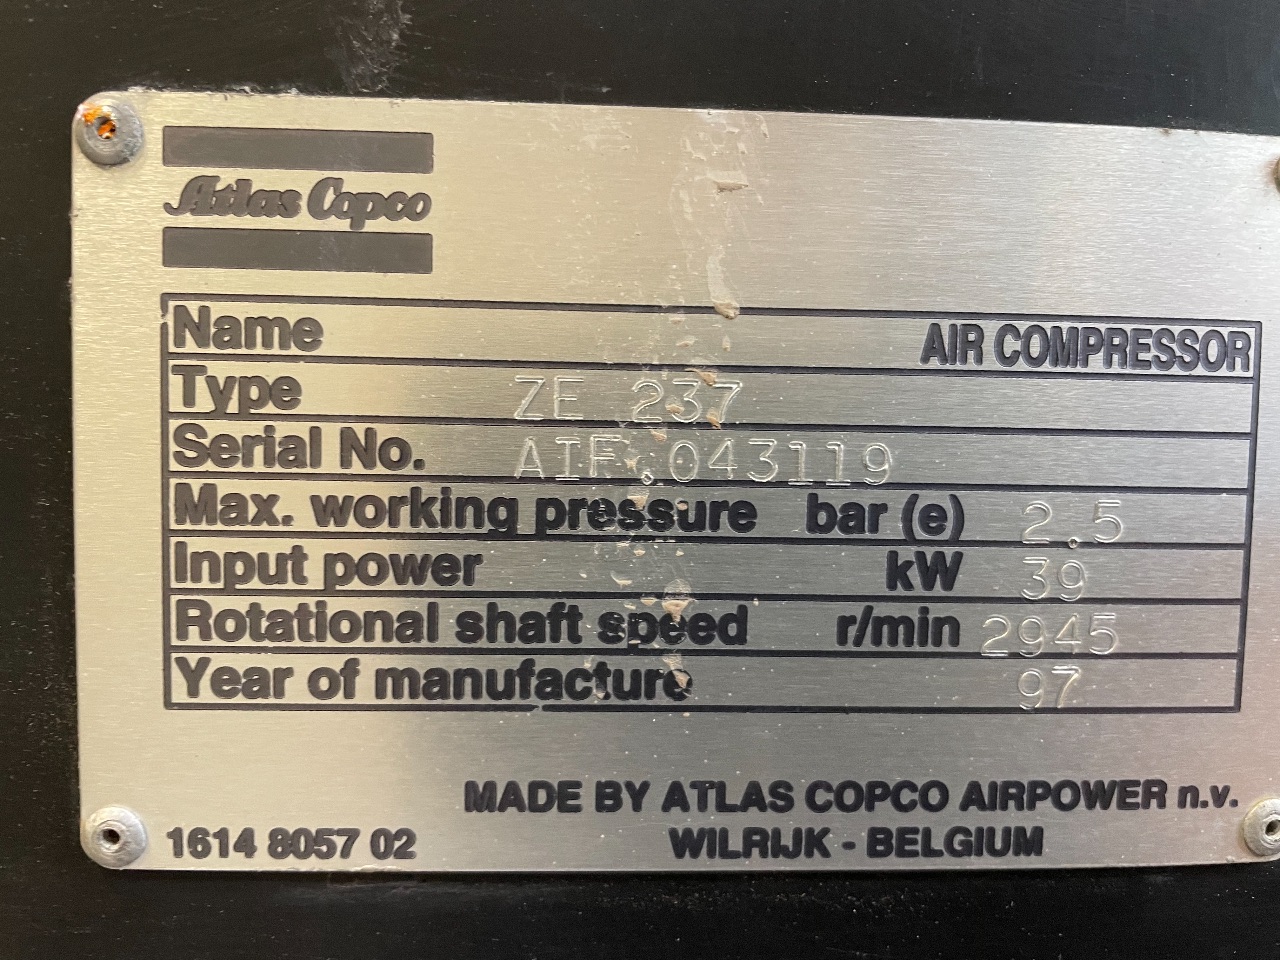 Atlas Copco
Name AIR COMPRESSOR
Type ZE 237
Serial No. AIF.043119
Max. working pressure bar (e) 2.5
Input power kW 39
Rotational shaft speed r/min 2945
Year of manufacture 97
MADE BY ATLAS COPCO AIRPOWER n.v.
1614 8057 02 WILRIJK - BELGIUM